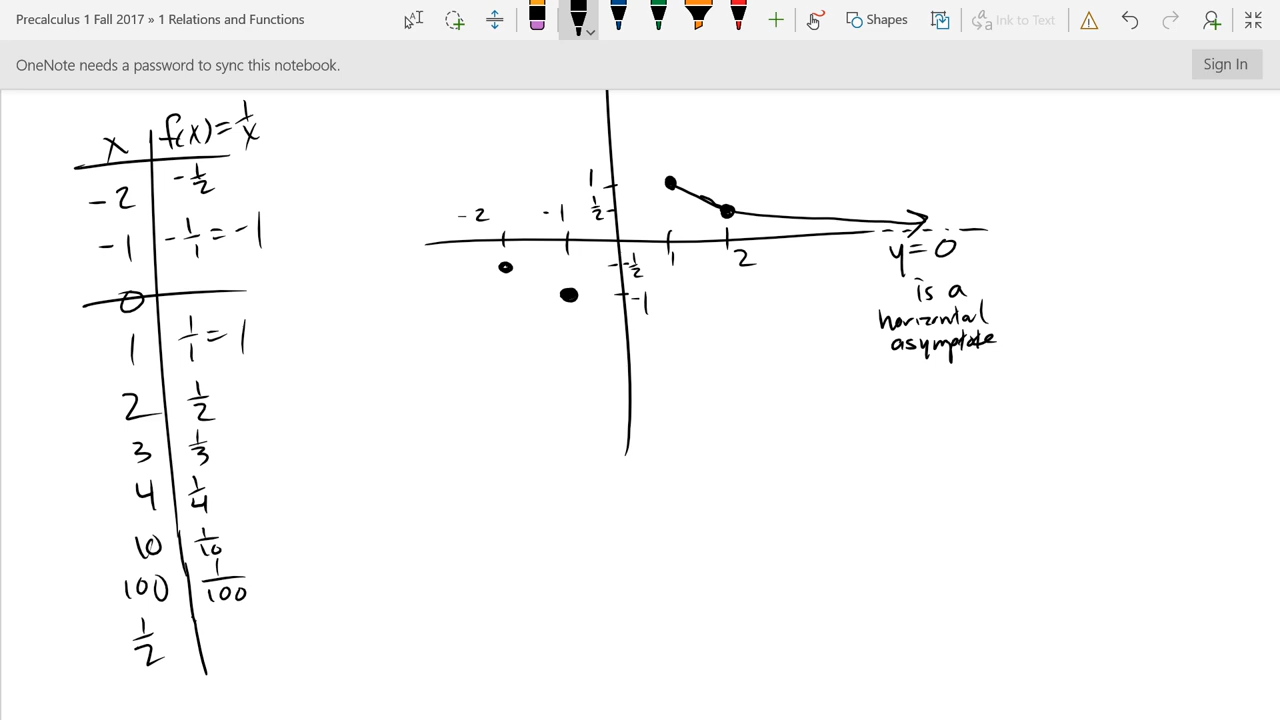 Precalculus 1 Fall 2017 » 1 Relations and Functions
Shapes
Ink to Text
OneNote needs a password to sync this notebook.
Sign In
x f(x)=1/x
-2 -1/2
-1 -1/1=-1
0
1 1/1=1
2 1/2
3 1/3
4 1/4
10 1/10
100 1/100
1/2
1
1/2
-2 -1
1 2
-1/2
-1
y=0
is a
horizontal
asymptote